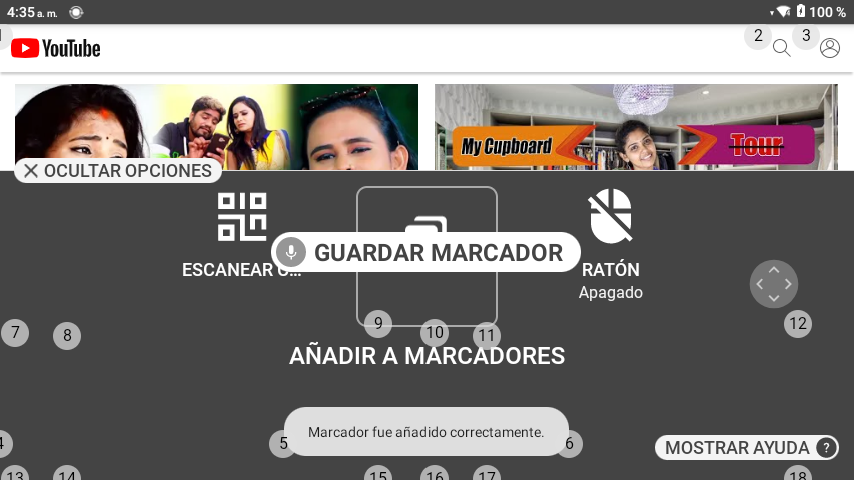 4:35 a. m.
100 %
2
3
YouTube
My Cupboard
Tour
OCULTAR OPCIONES
GUARDAR MARCADOR
ESCANEAR C…
RATÓN
Apagado
7
8
9
10
11
12
AÑADIR A MARCADORES
4
5
Marcador fue añadido correctamente.
6
MOSTRAR AYUDA ?
13
14
15
16
17
18